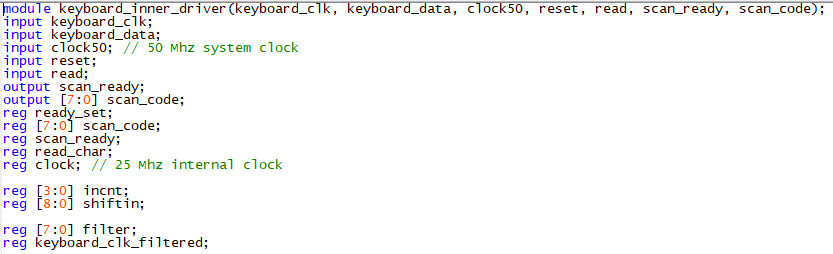 module keyboard_inner_driver(keyboard_clk, keyboard_data, clock50, reset, read, scan_ready, scan_code);
input keyboard_clk;
input keyboard_data;
input clock50; // 50 Mhz system clock
input reset;
input read;
output scan_ready;
output [7:0] scan_code;
reg ready_set;
reg [7:0] scan_code;
reg scan_ready;
reg read_char;
reg clock; // 25 Mhz internal clock
reg [3:0] incnt;
reg [8:0] shiftin;
reg [7:0] filter;
reg keyboard_clk_filtered;